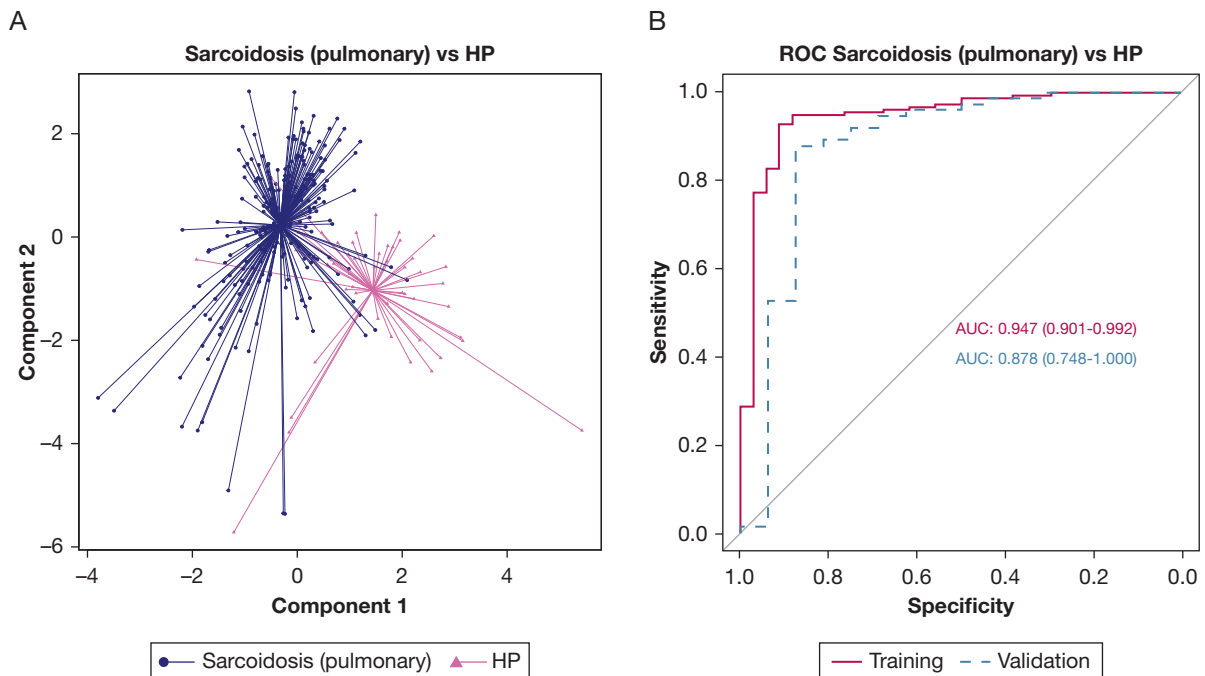 A
Sarcoidosis (pulmonary) vs HP
Component 2
2
0
−2
−4
−6
−4
−2
0
2
4
Component 1
Sarcoidosis (pulmonary)
HP
B
ROC Sarcoidosis (pulmonary) vs HP
Sensitivity
1.0
0.8
0.6
0.4
0.2
0.0
AUC: 0.947 (0.901-0.992)
AUC: 0.878 (0.748-1.000)
1.0
0.8
0.6
0.4
0.2
0.0
Specificity
Training
Validation